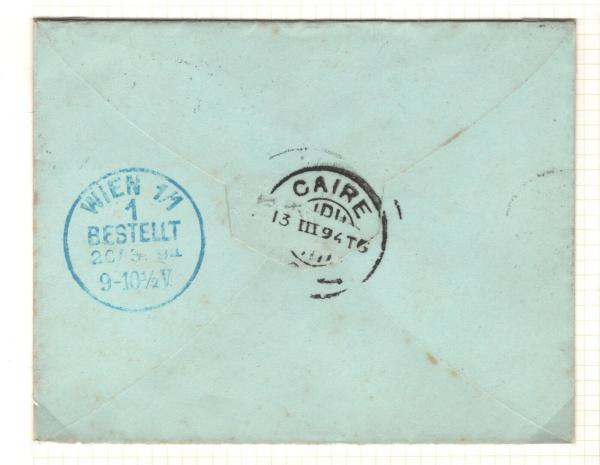 WIEN 1/1
1
BESTELLT
20/3. 94
9-10½V
CAIRE
13 III 94 T6